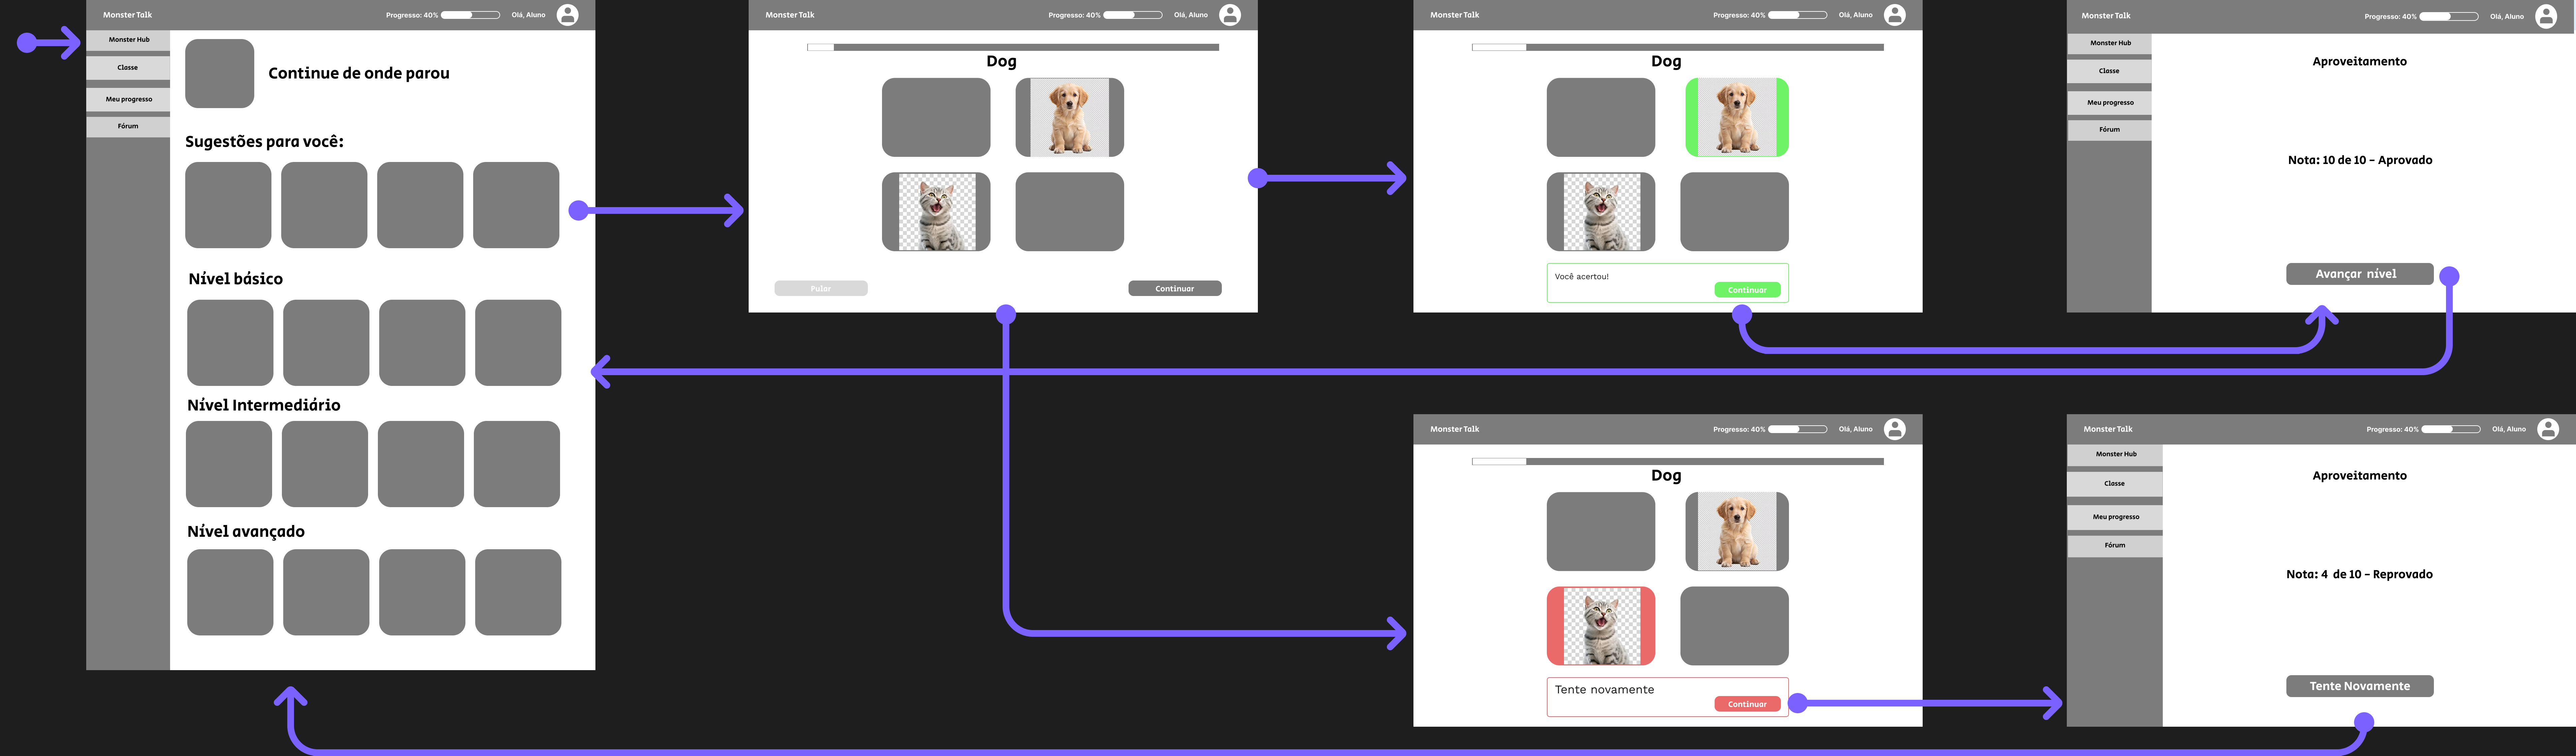 Monster Talk
Progresso: 40%
Olá, Aluno
Monster Hub
Classe
Meu progresso
Fórum
Continue de onde parou
Sugestões para você:
Nível básico
Nível Intermediário
Nível avançado
Monster Talk
Progresso: 40%
Olá, Aluno
Dog
Pular
Continuar
Monster Talk
Progresso: 40%
Olá, Aluno
Dog
Você acertou!
Continuar
Monster Talk
Progresso: 40%
Olá, Aluno
Monster Hub
Classe
Meu progresso
Fórum
Aproveitamento
Nota: 10 de 10 - Aprovado
Avançar nível
Monster Talk
Progresso: 40%
Olá, Aluno
Dog
Tente novamente
Continuar
Monster Talk
Progresso: 40%
Olá, Aluno
Monster Hub
Classe
Meu progresso
Fórum
Aproveitamento
Nota: 4 de 10 - Reprovado
Tente Novamente